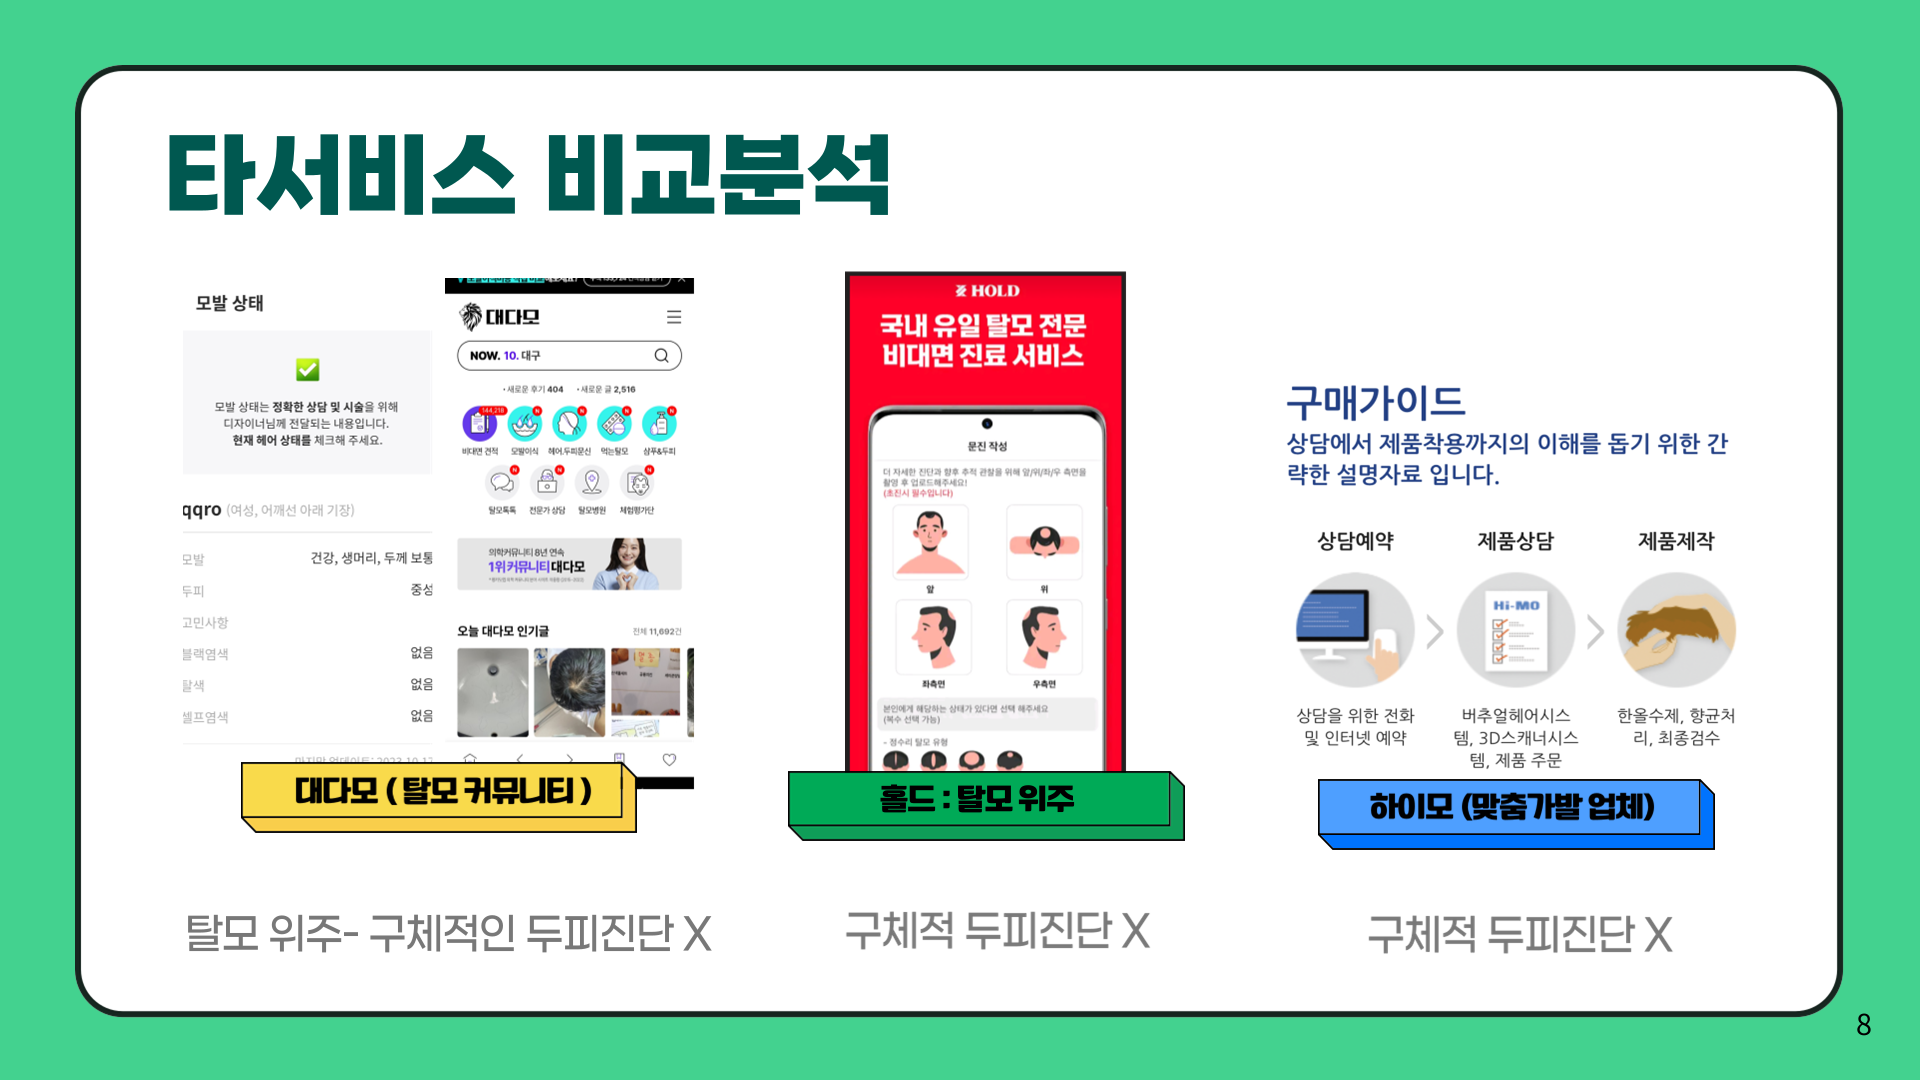 타서비스 비교분석
모발 상태
모발 상태는 정확한 상담 및 시술을 위해
디자이너님께 전달되는 내용입니다.
현재 헤어 상태를 체크해 주세요.
qqro (여성, 어깨선 아래 기장)
모발 건강, 생머리, 두께 보통
두피 중성
고민사항
블랙염색 없음
탈색 없음
셀프염색 없음
대다모
NOW. 10. 대구
• 새로운 후기 404 • 새로운 글 2,516
144,218 N N N N
비대면 견적 모발이식 헤어.두피문신 먹는탈모 샴푸&두피
N N N
탈모톡톡 전문가 상담 탈모병원 체험평가단
의학커뮤니티 8년 연속
1위 커뮤니티 대다모
오늘 대다모 인기글 전체 11,692건
대다모 ( 탈모 커뮤니티 )
탈모 위주- 구체적인 두피진단 X
HOLD
국내 유일 탈모 전문
비대면 진료 서비스
문진 작성
더 자세한 진단과 향후 추적 관찰을 위해 앞/위/좌/우 측면을
촬영 후 업로드해주세요!
(초진시 필수입니다)
앞 위
좌측면 우측면
본인에게 해당하는 상태가 있다면 선택 해주세요
(복수 선택 가능)
- 정수리 탈모 유형
홀드 : 탈모 위주
구체적 두피진단 X
구매가이드
상담에서 제품착용까지의 이해를 돕기 위한 간
략한 설명자료 입니다.
상담예약 제품상담 제품제작
Hi-MO
상담을 위한 전화
및 인터넷 예약
버추얼헤어시스
템, 3D스캐너시스
템, 제품 주문
한올수제, 향균처
리, 최종검수
하이모 (맞춤가발 업체)
구체적 두피진단 X
8